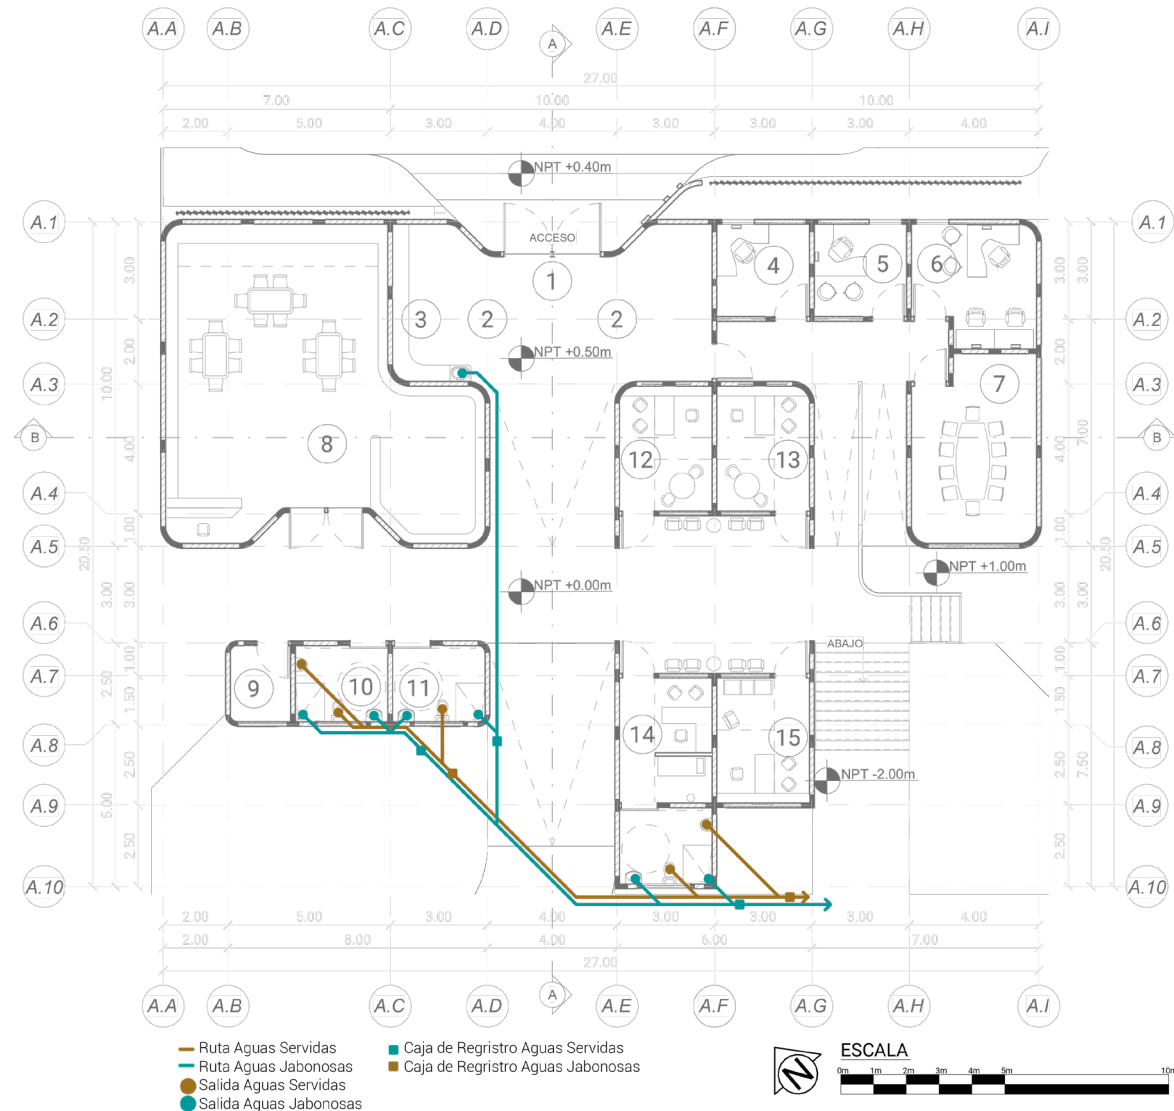 A.A A.B A.C A.D A A.E A.F A.G A.H A.I
27.00
7.00 10.00 10.00
2.00 5.00 3.00 4.00 3.00 3.00 3.00 4.00
NPT +0.40m
A.1 A.1
ACCESO
3.00 1 4 5 6 3.00 3.00
A.2 3 2 2 A.2
2.00 10.00 NPT +0.50m 2.00
A.3 7 A.3
B 8 12 13 B
4.00 4.00 7.00
A.4 A.4
1.00 1.00
A.5 A.5
20.50 20.50
NPT +1.00m
3.00 3.00 NPT +0.00m 3.00 3.00
A.6 A.6
ABAJO
1.00 1.00
A.7 9 10 11 A.7
2.50 1.50 1.50
14 15
A.8 A.8
2.50 NPT -2.00m 2.50 7.50
A.9 A.9
5.00
2.50 2.50
A.10 A.10
2.00 5.00 3.00 4.00 3.00 3.00 3.00 4.00
2.00 8.00 4.00 6.00 7.00
27.00
A.A A.B A.C A.D A A.E A.F A.G A.H A.I
Ruta Aguas Servidas
Ruta Aguas Jabonosas
Salida Aguas Servidas
Salida Aguas Jabonosas
Caja de Regristro Aguas Servidas
Caja de Regristro Aguas Jabonosas
N
ESCALA
0m 1m 2m 3m 4m 5m 10m